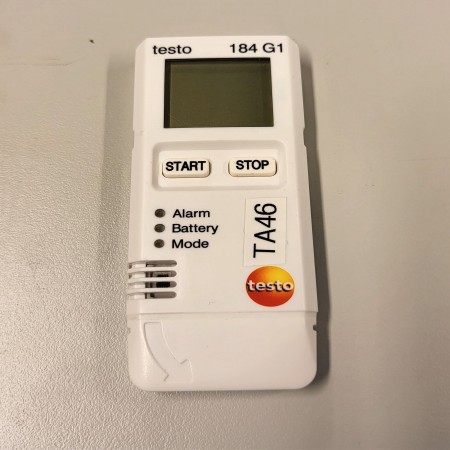 testo 184 G1
START STOP
Alarm
Battery
Mode
TA46
testo